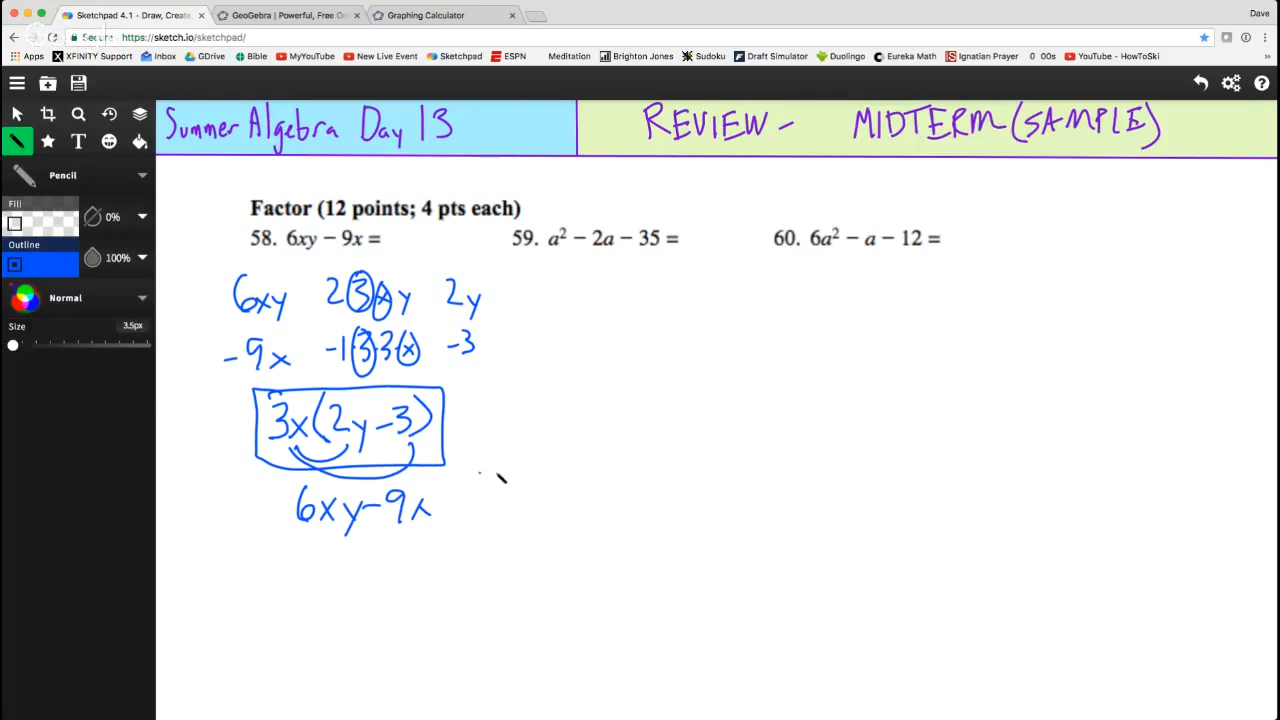 Sketchpad 4.1 - Draw, Create, GeoGebra | Powerful, Free On Graphing Calculator Dave
Secure https://sketch.io/sketchpad/
Apps XFINITY Support Inbox GDrive Bible MyYouTube New Live Event Sketchpad ESPN Meditation Brighton Jones Sudoku Draft Simulator Duolingo Eureka Math Ignatian Prayer 0 00s YouTube - HowToSki
Summer Algebra Day 13 REVIEW - MIDTERM (SAMPLE)
Pencil
Fill
0%
Outline
100%
Normal
Size 3.5px
Factor (12 points; 4 pts each)
58. 6xy − 9x = 59. a² − 2a − 35 = 60. 6a² − a − 12 =
6xy 2·3·x·y 2y
-9x -1·3·3·x -3
3x(2y-3)
6xy-9x